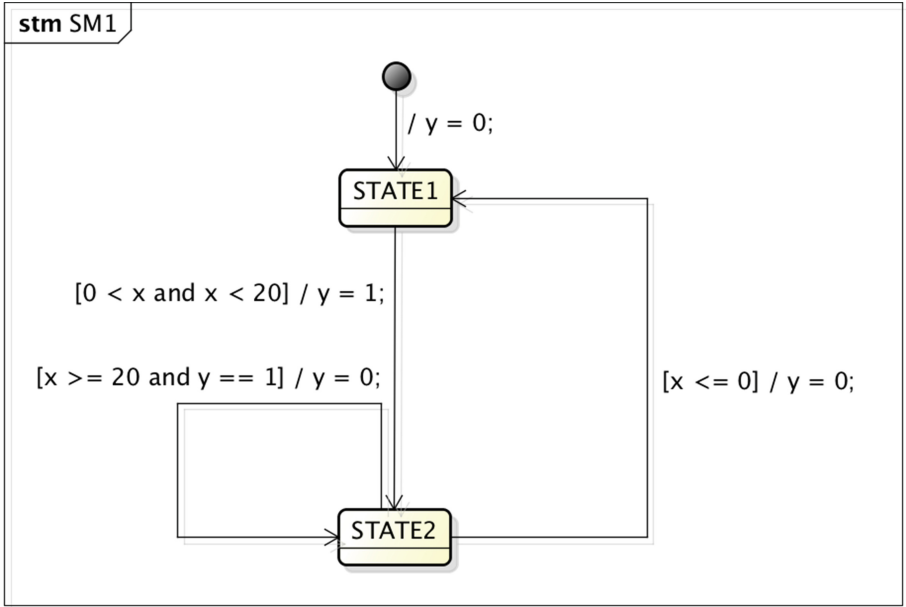 stm SM1
/ y = 0;
STATE1
[0 < x and x < 20] / y = 1;
[x >= 20 and y == 1] / y = 0;
[x <= 0] / y = 0;
STATE2